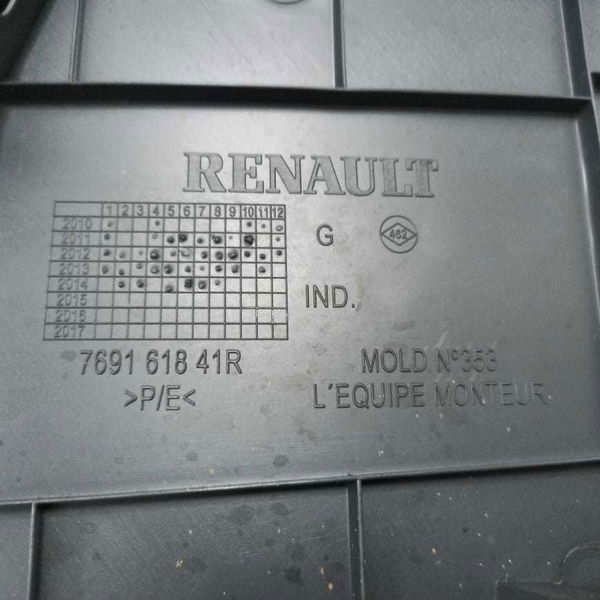 RENAULT
1 2 3 4 5 6 7 8 9 10 11 12
2010
2011
2012
2013
2014
2015
2016
2017
G
462
IND.
7691 618 41R
>P/E<
MOLD N°353
L'EQUIPE MONTEUR